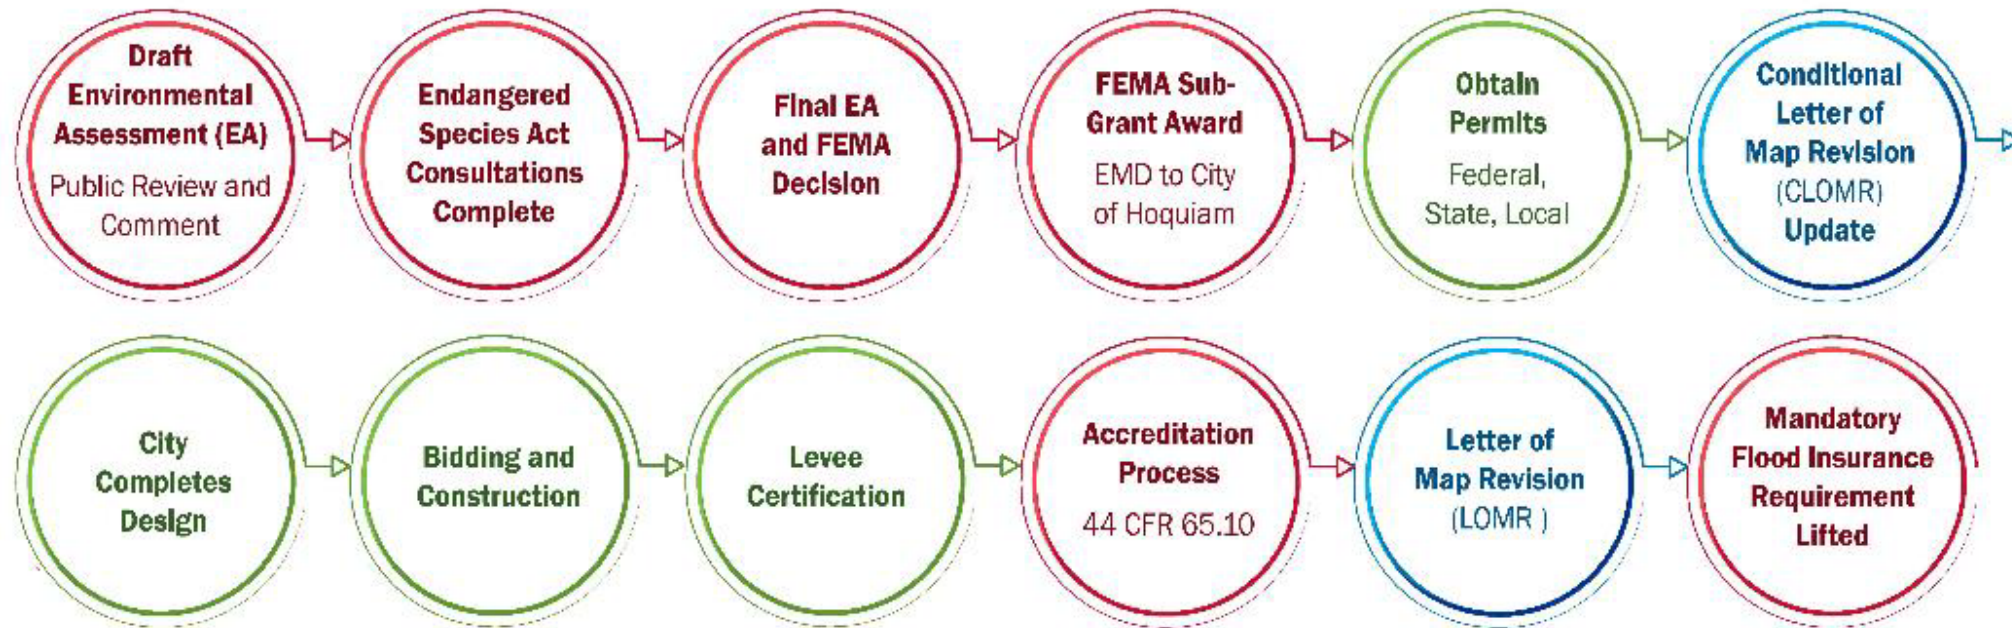 Draft
Environmental
Assessment (EA)
Public Review and
Comment
Endangered
Species Act
Consultations
Complete
Final EA
and FEMA
Decision
FEMA Sub-
Grant Award
EMD to City
of Hoquiam
Obtain
Permits
Federal,
State, Local
Conditional
Letter of
Map Revision
(CLOMR)
Update
City
Completes
Design
Bidding and
Construction
Levee
Certification
Accreditation
Process
44 CFR 65.10
Letter of
Map Revision
(LOMR )
Mandatory
Flood Insurance
Requirement
Lifted